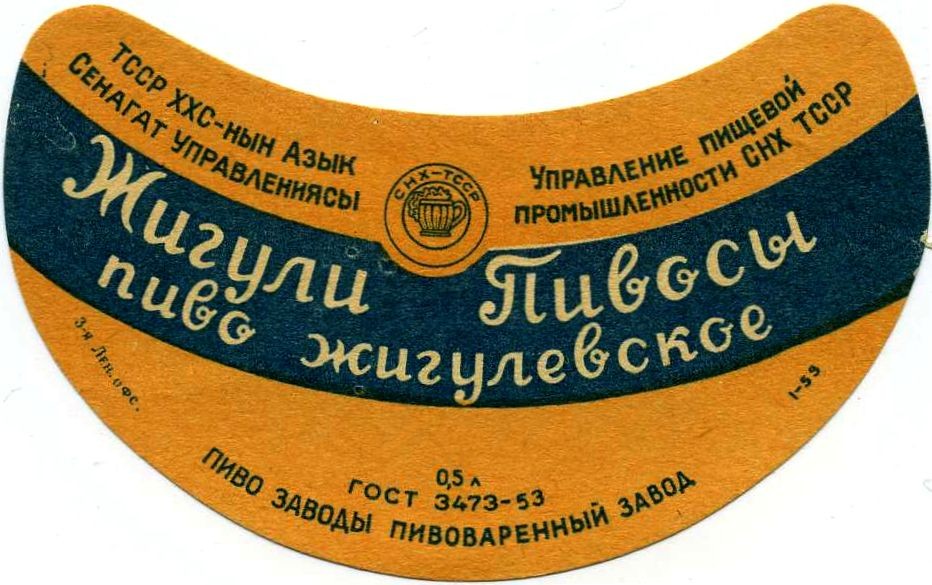 ТССР ХХС-НЫН АЗЫК
СЕНАГАТ УПРАВЛЕНИЯСЫ
СНХ-ТССР
УПРАВЛЕНИЕ ПИЩЕВОЙ
ПРОМЫШЛЕННОСТИ СНХ ТССР
Жигули Пивосы
пиво жигулевское
3-я Лен. офс.
1-59
0,5 л
ГОСТ 3473-53
ПИВО ЗАВОДЫ ПИВОВАРЕННЫЙ ЗАВОД